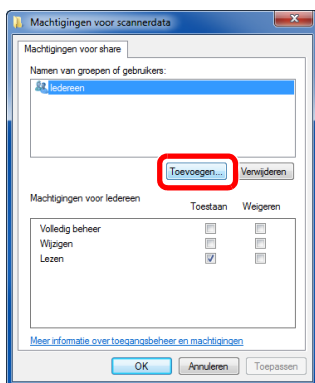 Machtigingen voor scannerdata
Machtigingen voor share
Namen van groepen of gebruikers:
Iedereen
Toevoegen... Verwijderen
Machtigingen voor Iedereen Toestaan Weigeren
Volledig beheer
Wijzigen
Lezen
Meer informatie over toegangsbeheer en machtigingen
OK Annuleren Toepassen